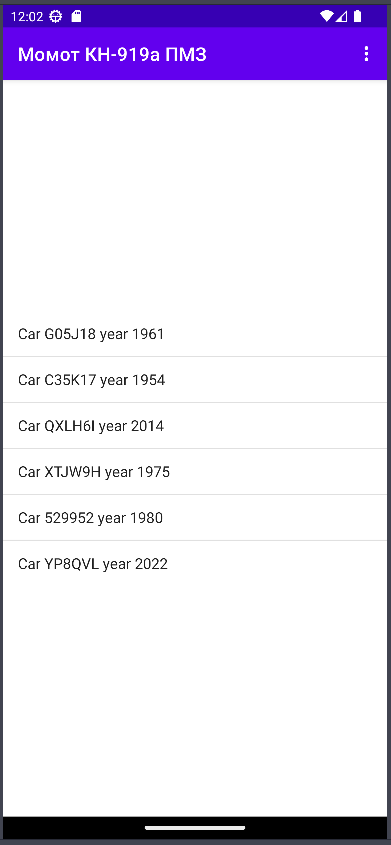 12:02
Момот КН-919а ПМЗ
Car G05J18 year 1961
Car C35K17 year 1954
Car QXLH6I year 2014
Car XTJW9H year 1975
Car 529952 year 1980
Car YP8QVL year 2022